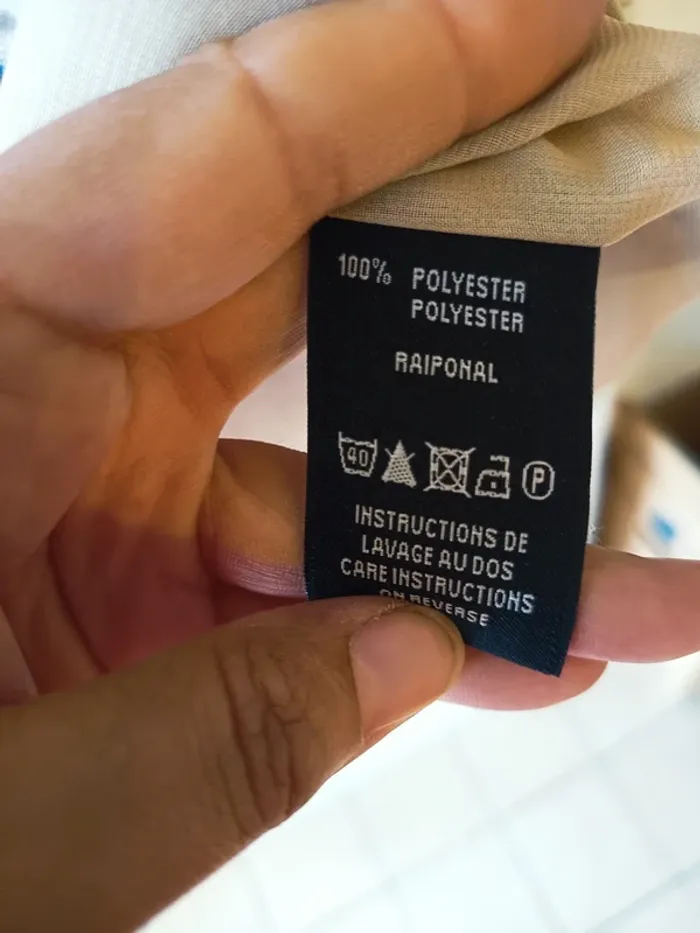 100% POLYESTER
POLYESTER
RAIPONAL
40 P
INSTRUCTIONS DE
LAVAGE AU DOS
CARE INSTRUCTIONS
ON REVERSE